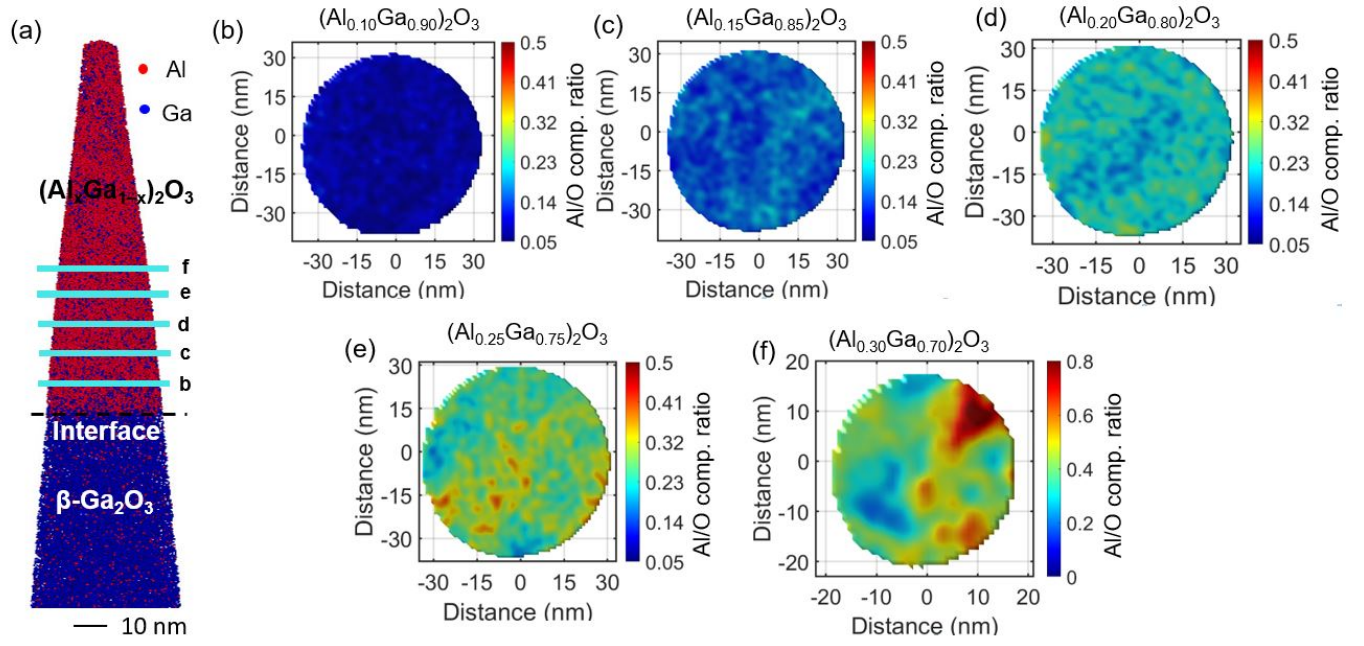 (a)
Al
Ga
(AlₓGa₁₋ₓ)₂O₃
f
e
d
c
b
Interface
β-Ga₂O₃
10 nm
(b)
(Al₀.₁₀Ga₀.₉₀)₂O₃
Distance (nm)
30
15
0
-15
-30
-30 -15 0 15 30
Distance (nm)
0.5
0.41
0.32
0.23
0.14
0.05
Al/O comp. ratio
(c)
(Al₀.₁₅Ga₀.₈₅)₂O₃
Distance (nm)
30
15
0
-15
-30
-30 -15 0 15 30
Distance (nm)
0.5
0.41
0.32
0.23
0.14
0.05
Al/O comp. ratio
(d)
(Al₀.₂₀Ga₀.₈₀)₂O₃
Distance (nm)
30
15
0
-15
-30
-30 -15 0 15 30
Distance (nm)
0.50
0.41
0.32
0.23
0.14
0.05
Al/O comp. ratio
(e)
(Al₀.₂₅Ga₀.₇₅)₂O₃
Distance (nm)
30
15
0
-15
-30
-30 -15 0 15 30
Distance (nm)
0.5
0.41
0.32
0.23
0.14
0.05
Al/O comp. ratio
(f)
(Al₀.₃₀Ga₀.₇₀)₂O₃
Distance (nm)
20
10
0
-10
-20
-20 -10 0 10 20
Distance (nm)
0.8
0.6
0.4
0.2
0
Al/O comp. ratio